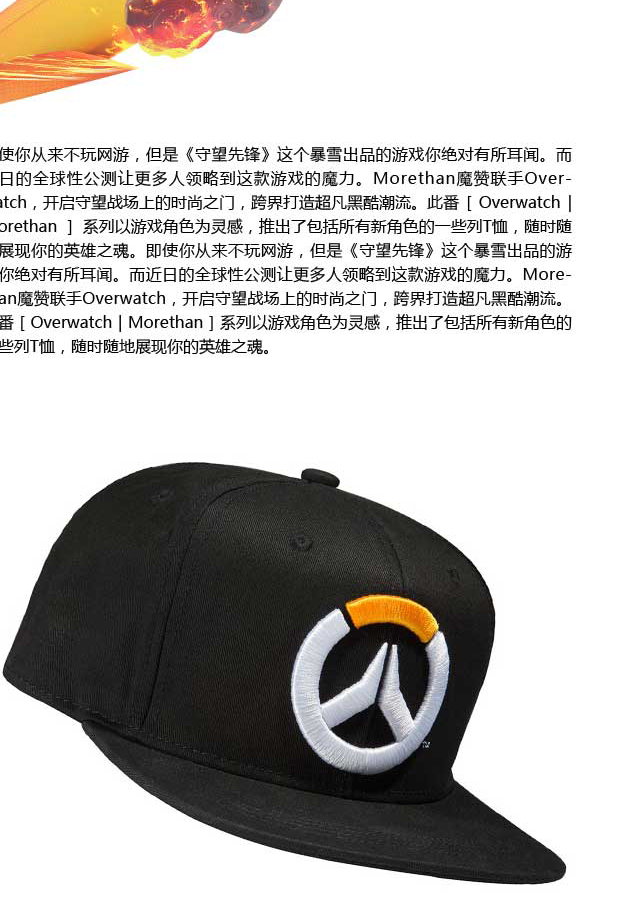 使你从来不玩网游，但是《守望先锋》这个暴雪出品的游戏你绝对有所耳闻。而
日的全球性公测让更多人领略到这款游戏的魔力。Morethan魔赞联手Over-
atch，开启守望战场上的时尚之门，跨界打造超凡黑酷潮流。此番 [ Overwatch |
orethan ] 系列以游戏角色为灵感，推出了包括所有新角色的一些列T恤，随时随
展现你的英雄之魂。即使你从来不玩网游，但是《守望先锋》这个暴雪出品的游
你绝对有所耳闻。而近日的全球性公测让更多人领略到这款游戏的魔力。More-
an魔赞联手Overwatch，开启守望战场上的时尚之门，跨界打造超凡黑酷潮流。
番 [ Overwatch | Morethan ] 系列以游戏角色为灵感，推出了包括所有新角色的
些列T恤，随时随地展现你的英雄之魂。
TM